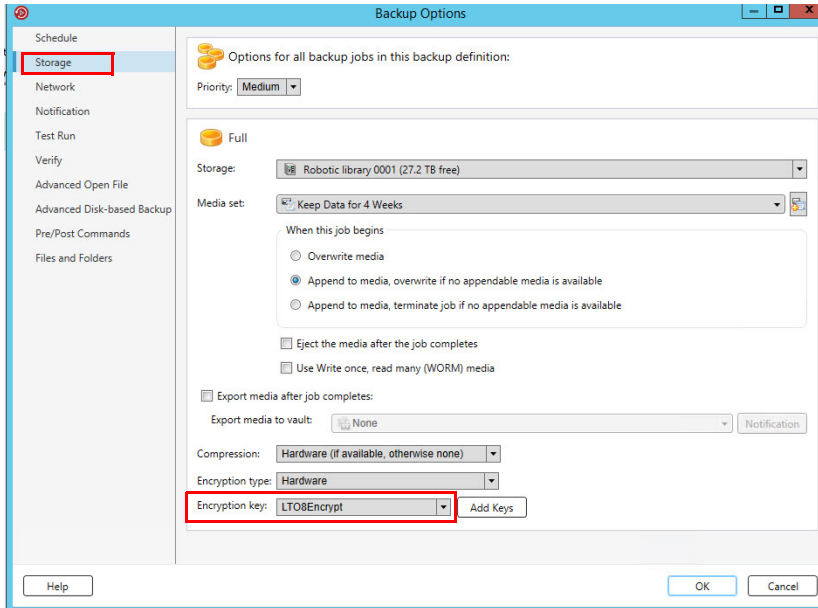 Backup Options
Schedule
Storage
Network
Notification
Test Run
Verify
Advanced Open File
Advanced Disk-based Backup
Pre/Post Commands
Files and Folders
Options for all backup jobs in this backup definition:
Priority: Medium
Full
Storage: Robotic library 0001 (27.2 TB free)
Media set: Keep Data for 4 Weeks
When this job begins
Overwrite media
Append to media, overwrite if no appendable media is available
Append to media, terminate job if no appendable media is available
Eject the media after the job completes
Use Write once, read many (WORM) media
Export media after job completes:
Export media to vault: None Notification
Compression: Hardware (if available, otherwise none)
Encryption type: Hardware
Encryption key: LTO8Encrypt Add Keys
Help OK Cancel